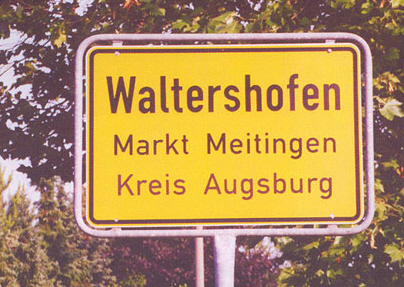 Waltershofen
Markt Meitingen
Kreis Augsburg